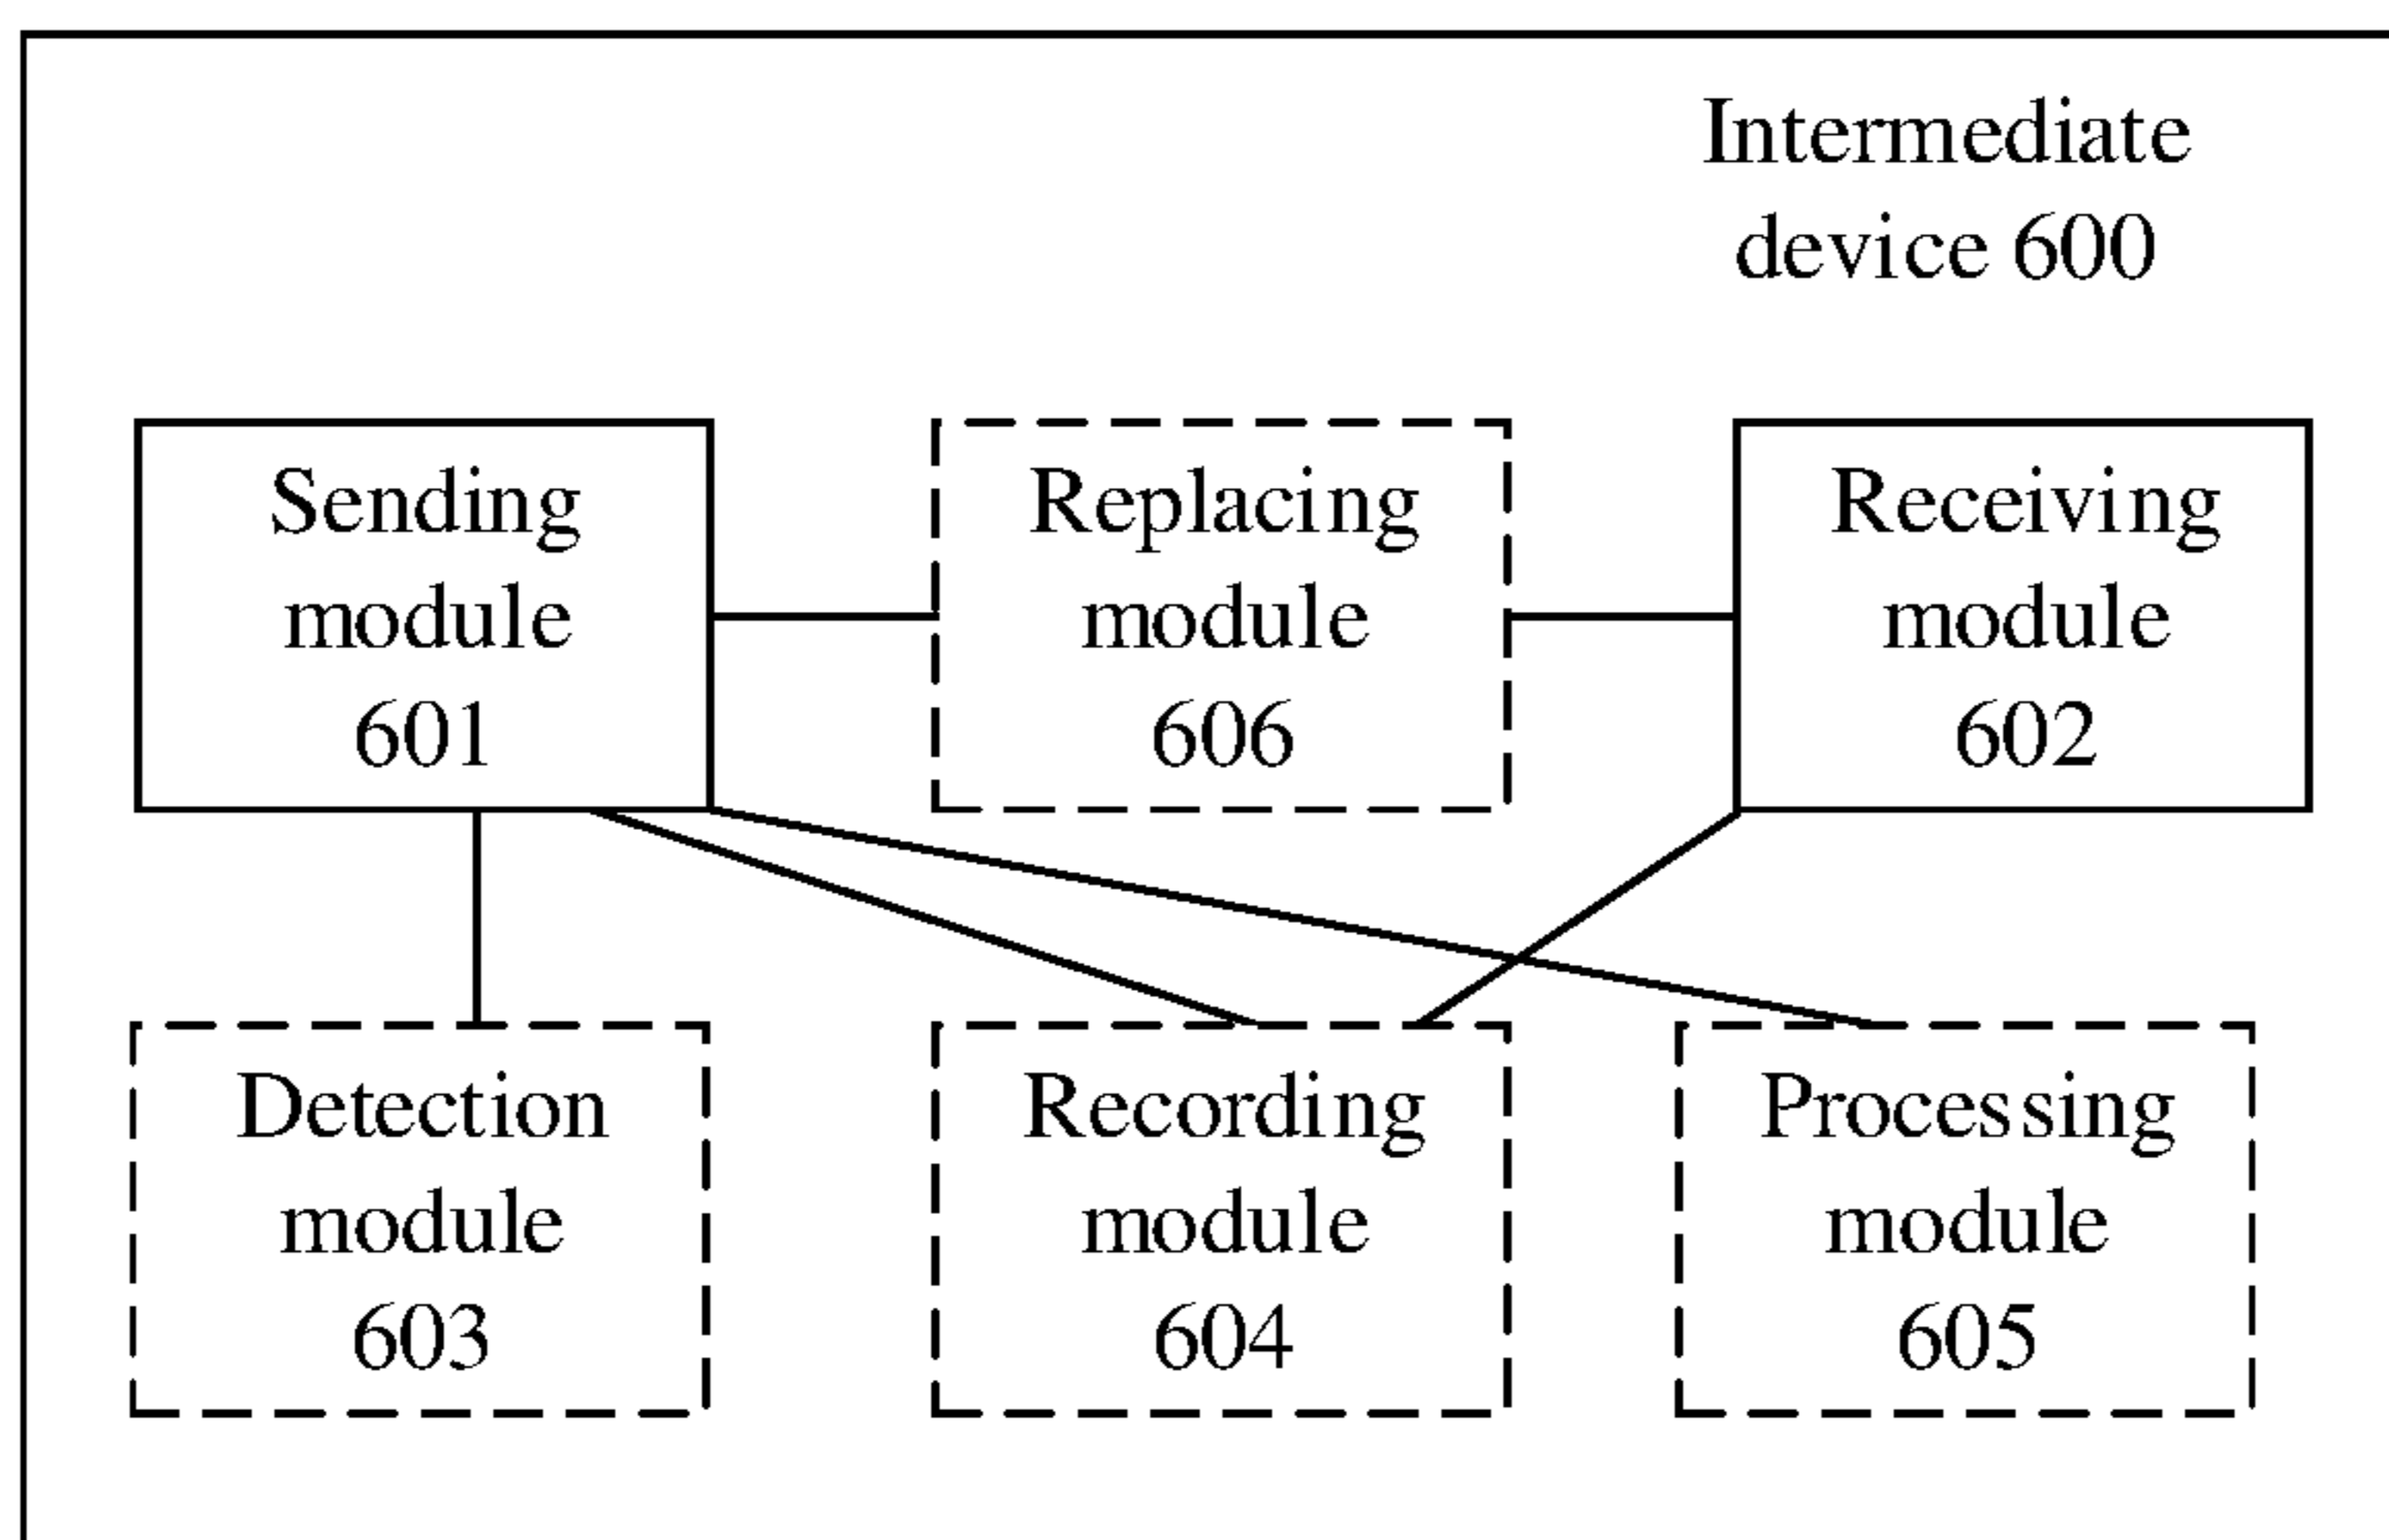 Intermediate
device 600
Sending
module
601
Replacing
module
606
Receiving
module
602
Detection
module
603
Recording
module
604
Processing
module
605